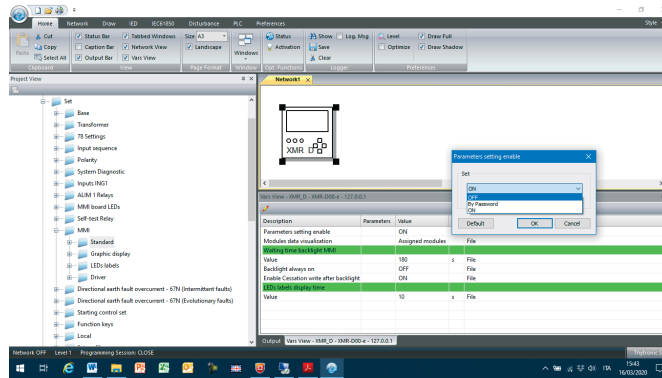 Home Network Draw IED IEC61850 Disturbance PLC Preferences
Style
Paste
Cut
Copy
Select All
Clipboard
Status Bar
Caption Bar
Output Bar
Tabbed Windows
Network View
Vars View
View
Size A3
Landscape
Page Format
Windows
Window
Status
Activation
Opt. Functions
Show Log. Msg
Save
Clear
Logger
Level
Optimize
Draw Full
Draw Shadow
Preferences
Project View
Set
Base
Transformer
78 Settings
Input sequence
Polarity
System Diagnostic
Inputs ING1
ALIM 1 Relays
MMI board LEDs
Self-test Relay
MMI
Standard
Graphic display
LEDs labels
Driver
Directional earth fault overcurrent - 67N (Intermittent faults)
Directional earth fault overcurrent - 67N (Evolutionary faults)
Starting control set
Function keys
Local
Network1
XMR D
Parameters setting enable
Set
ON
OFF
By Password
ON
Default OK Cancel
Vars View - XMR_D - XMR-D00-e - 127.0.0.1
Description Parameters Value
Parameters setting enable ON
Modules data visualization Assigned modules File
Waiting time backlight MMI
Value 180 s File
Backlight always on OFF File
Enable Cessation write after backlight ON File
LEDs labels display time
Value 10 s File
Output Vars View - XMR_D - XMR-D00-e - 127.0.0.1
Network OFF Level 1 Programming Session: CLOSE
Thytronic
ITA
15:43
16/03/2020